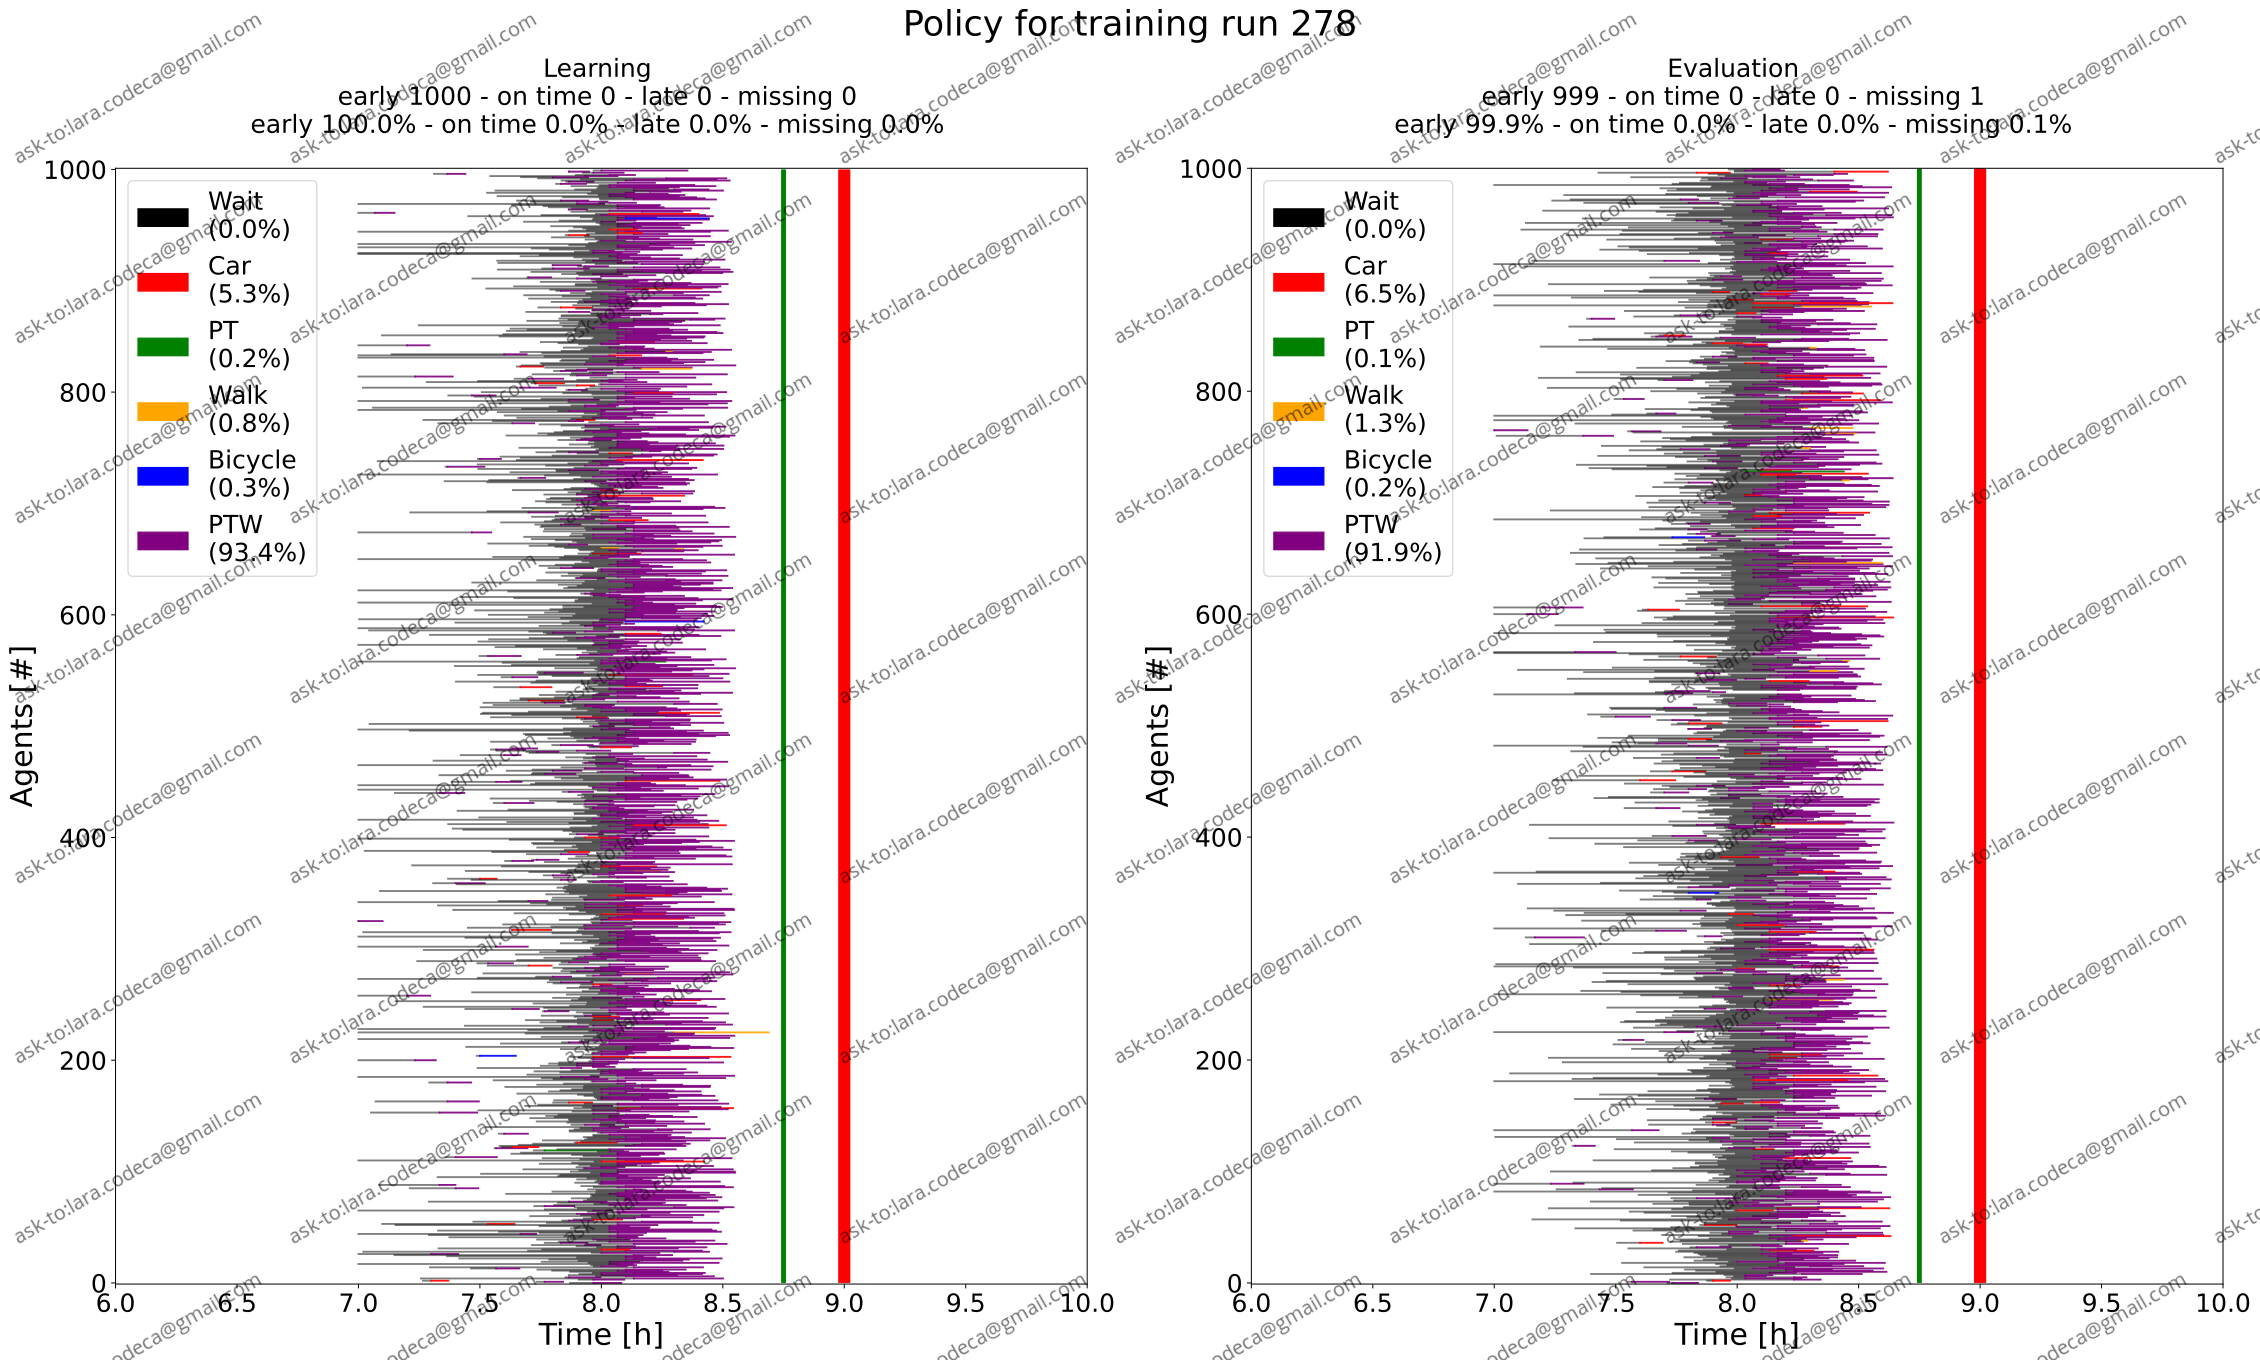 Policy for training run 278
Learning
early 1000 - on time 0 - late 0 - missing 0
early 100.0% - on time 0.0% - late 0.0% - missing 0.0%
Evaluation
early 999 - on time 0 - late 0 - missing 1
early 99.9% - on time 0.0% - late 0.0% - missing 0.1%
Agents [#]
1000
800
600
400
200
0
Wait
(0.0%)
Car
(5.3%)
PT
(0.2%)
Walk
(0.8%)
Bicycle
(0.3%)
PTW
(93.4%)
6.0 6.5 7.0 7.5 8.0 8.5 9.0 9.5 10.0
Time [h]
Agents [#]
1000
800
600
400
200
0
Wait
(0.0%)
Car
(6.5%)
PT
(0.1%)
Walk
(1.3%)
Bicycle
(0.2%)
PTW
(91.9%)
6.0 6.5 7.0 7.5 8.0 8.5 9.0 9.5 10.0
Time [h]
ask-to:lara.codeca@gmail.com